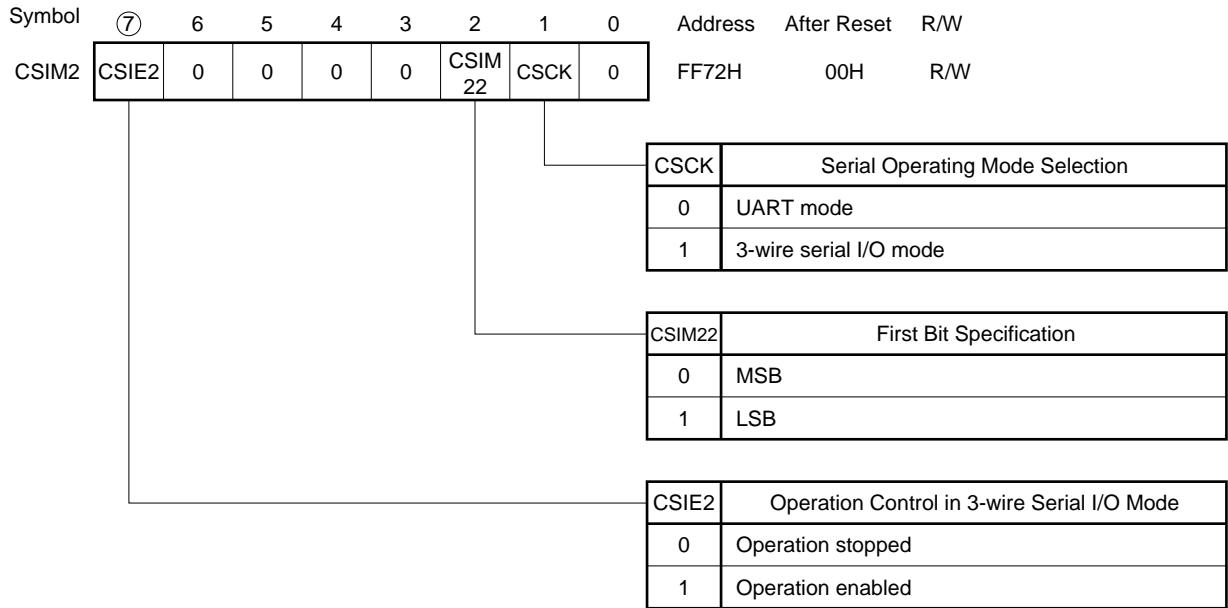 Symbol ⑦ 6 5 4 3 2 1 0 Address After Reset R/W
CSIM2 CSIE2 0 0 0 0 CSIM 22 CSCK 0 FF72H 00H R/W
CSCK Serial Operating Mode Selection
0 UART mode
1 3-wire serial I/O mode
CSIM22 First Bit Specification
0 MSB
1 LSB
CSIE2 Operation Control in 3-wire Serial I/O Mode
0 Operation stopped
1 Operation enabled